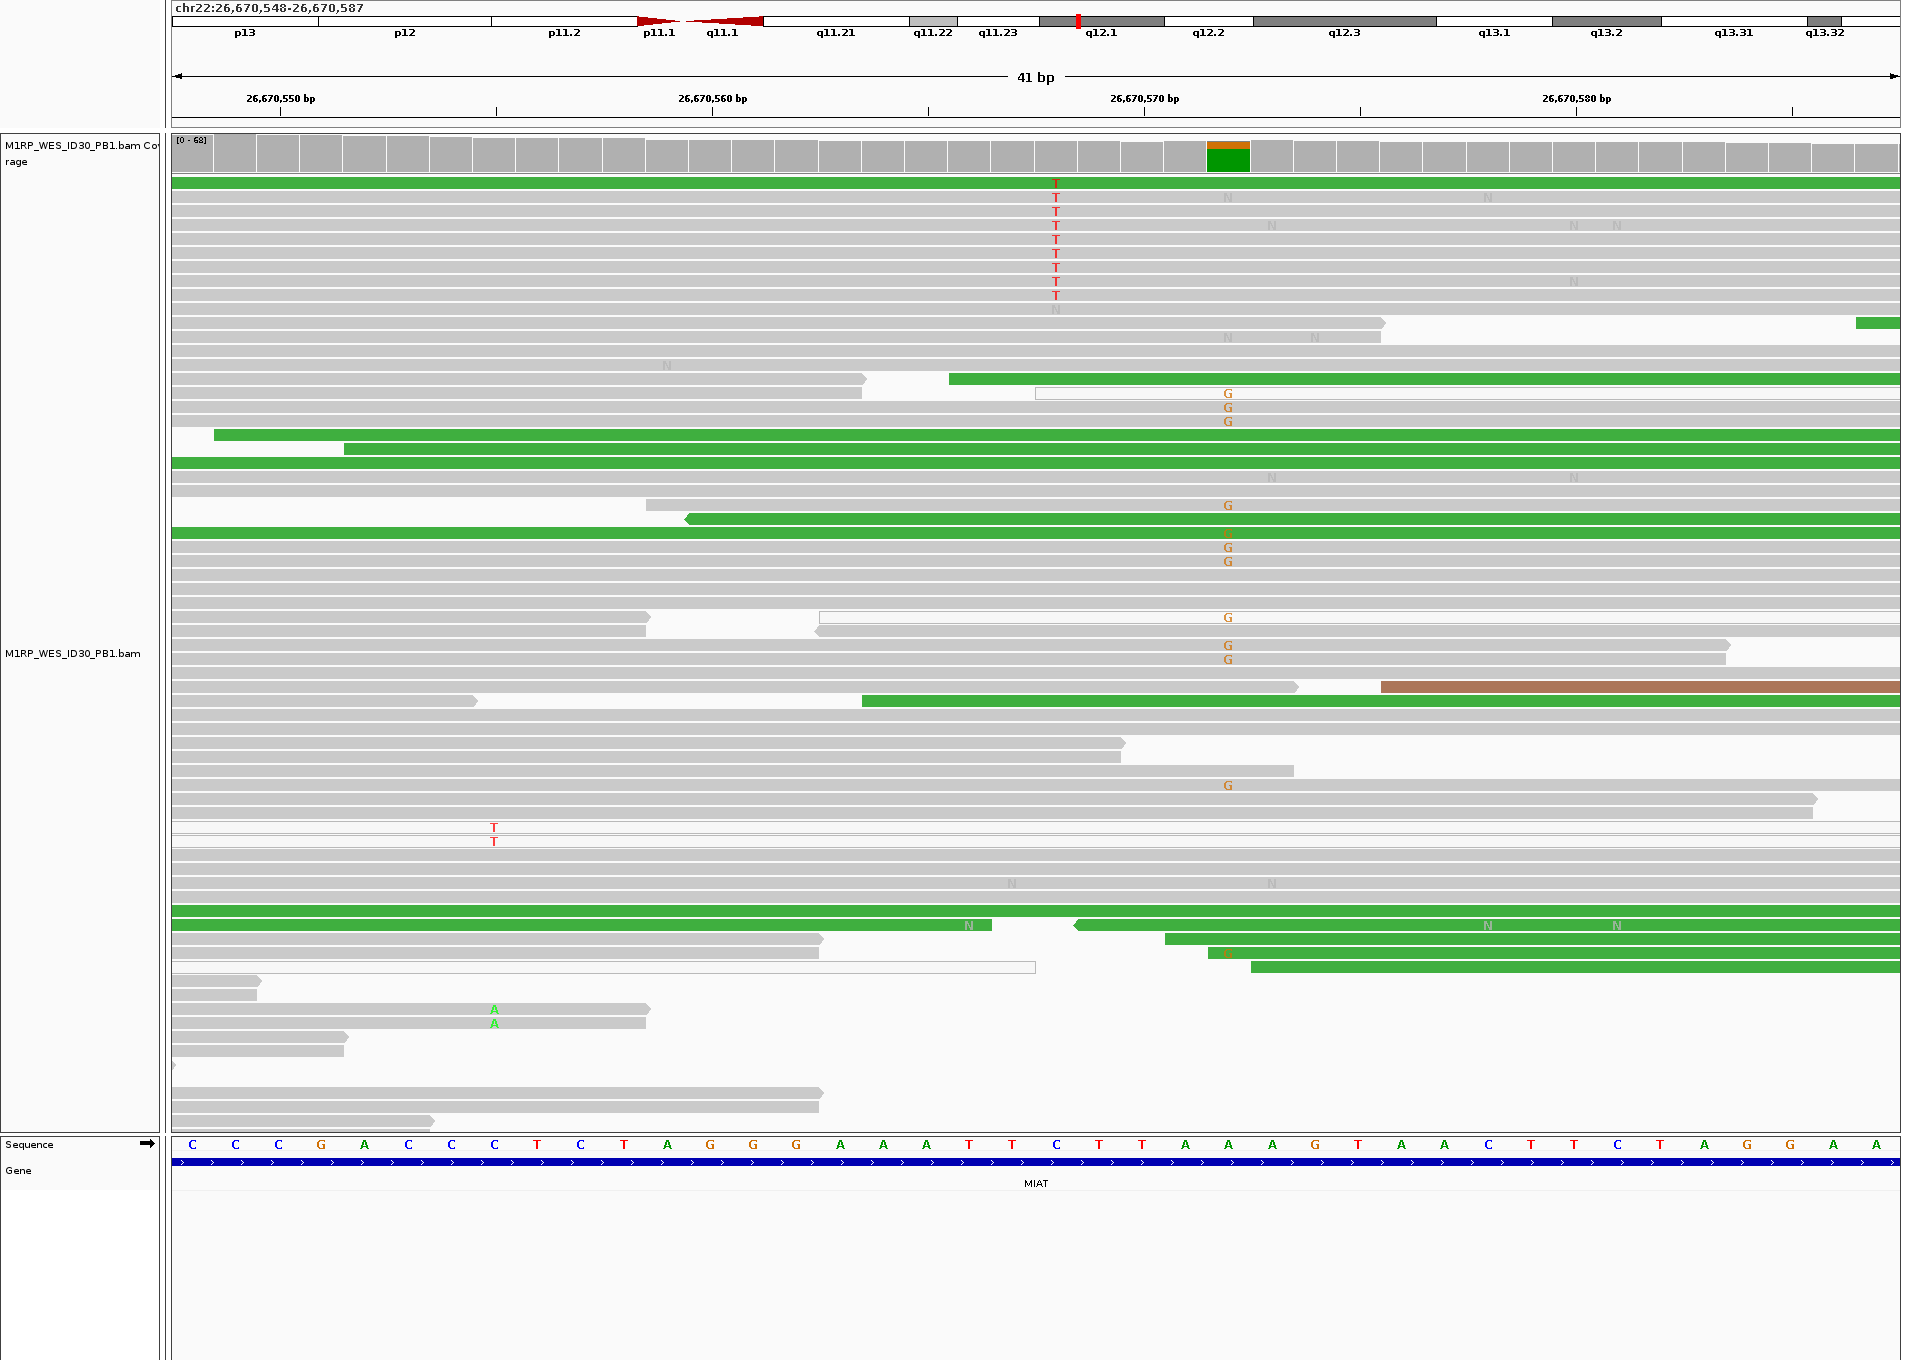 chr22:26,670,548-26,670,587
p13 p12 p11.2 p11.1 q11.1 q11.21 q11.22 q11.23 q12.1 q12.2 q12.3 q13.1 q13.2 q13.31 q13.32
41 bp
26,670,550 bp 26,670,560 bp 26,670,570 bp 26,670,580 bp
M1RP_WES_ID30_PB1.bam Co
rage
[0 - 68]
T
T N N
T
T N N N
T
T
T
T N
T
N
N N
N
G
G
G
N N
G
G
G
G
G
G
G
G
T
T
N N
N N N
G
A
A
M1RP_WES_ID30_PB1.bam
Sequence C C C G A C C C T C T A G G G A A A T T C T T A A A G T A A C T T C T A G G A A
Gene
MIAT